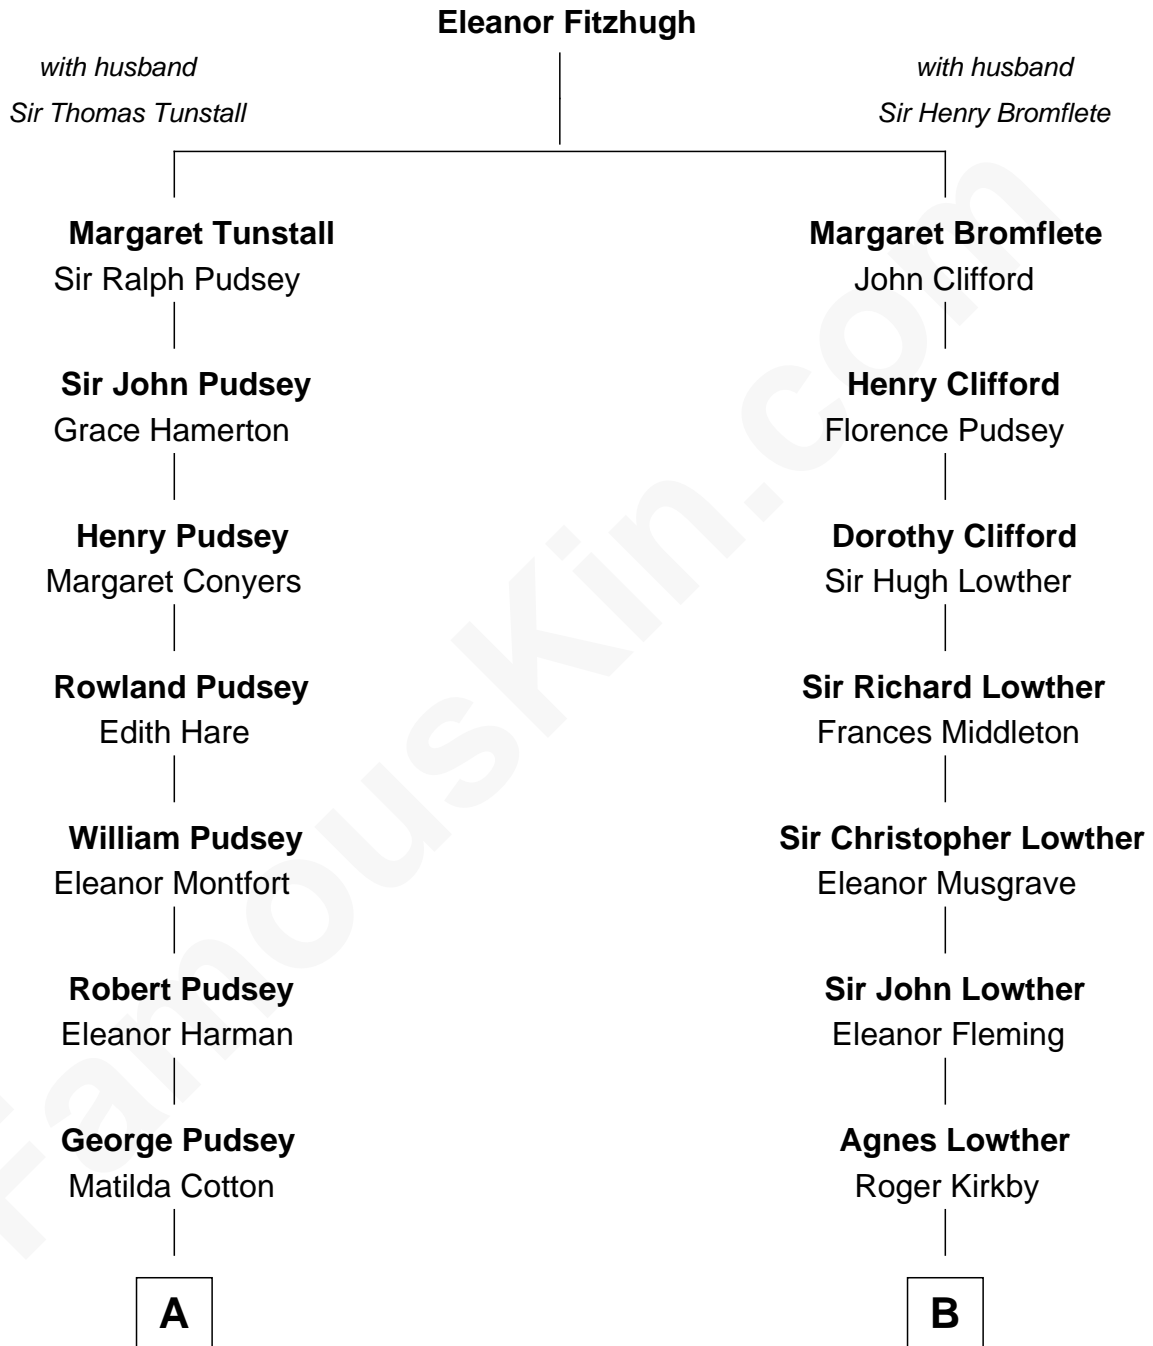 Eleanor Fitzhugh
with husband
Sir Thomas Tunstall
with husband
Sir Henry Bromflete
Margaret Tunstall
Sir Ralph Pudsey
Margaret Bromflete
John Clifford
Sir John Pudsey
Grace Hamerton
Henry Clifford
Florence Pudsey
Henry Pudsey
Margaret Conyers
Dorothy Clifford
Sir Hugh Lowther
Rowland Pudsey
Edith Hare
Sir Richard Lowther
Frances Middleton
William Pudsey
Eleanor Montfort
Sir Christopher Lowther
Eleanor Musgrave
Robert Pudsey
Eleanor Harman
Sir John Lowther
Eleanor Fleming
George Pudsey
Matilda Cotton
Agnes Lowther
Roger Kirkby
A
B
FamousKin.com